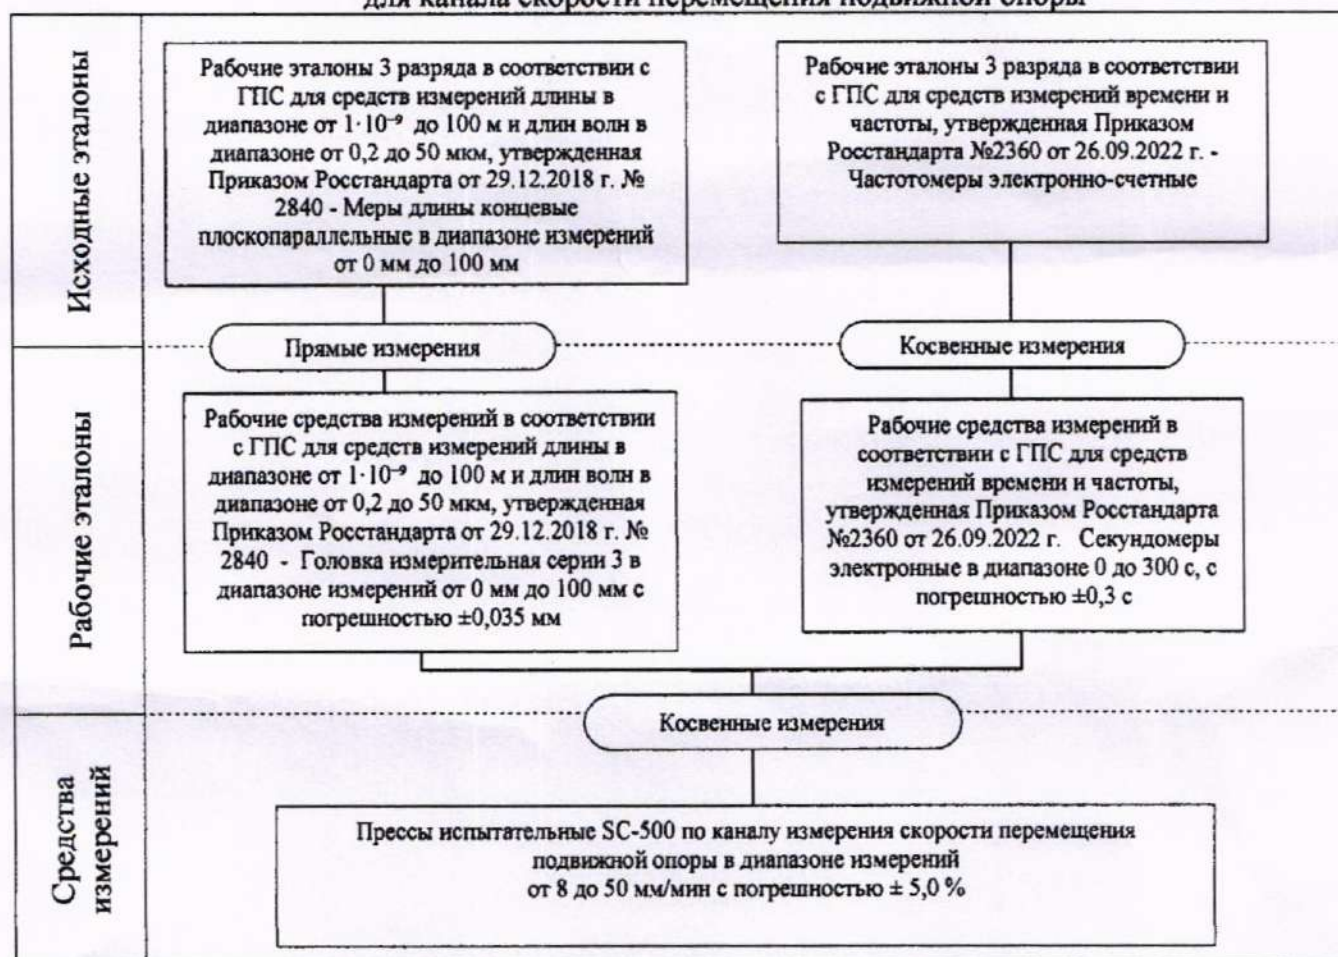 для канала скорости перемещения подвижной опоры
Исходные эталоны
Рабочие эталоны 3 разряда в соответствии с
ГПС для средств измерений длины в
диапазоне от 1·10⁻⁹ до 100 м и длин волн в
диапазоне от 0,2 до 50 мкм, утвержденная
Приказом Росстандарта от 29.12.2018 г. №
2840 - Меры длины концевые
плоскопараллельные в диапазоне измерений
от 0 мм до 100 мм
Рабочие эталоны 3 разряда в соответствии
с ГПС для средств измерений времени и
частоты, утвержденная Приказом
Росстандарта №2360 от 26.09.2022 г. -
Частотомеры электронно-счетные
Прямые измерения
Косвенные измерения
Рабочие эталоны
Рабочие средства измерений в соответствии
с ГПС для средств измерений длины в
диапазоне от 1·10⁻⁹ до 100 м и длин волн в
диапазоне от 0,2 до 50 мкм, утвержденная
Приказом Росстандарта от 29.12.2018 г. №
2840 - Головка измерительная серии 3 в
диапазоне измерений от 0 мм до 100 мм с
погрешностью ±0,035 мм
Рабочие средства измерений в
соответствии с ГПС для средств
измерений времени и частоты,
утвержденная Приказом Росстандарта
№2360 от 26.09.2022 г. Секундомеры
электронные в диапазоне 0 до 300 с, с
погрешностью ±0,3 с
Косвенные измерения
Средства
измерений
Прессы испытательные SC-500 по каналу измерения скорости перемещения
подвижной опоры в диапазоне измерений
от 8 до 50 мм/мин с погрешностью ± 5,0 %